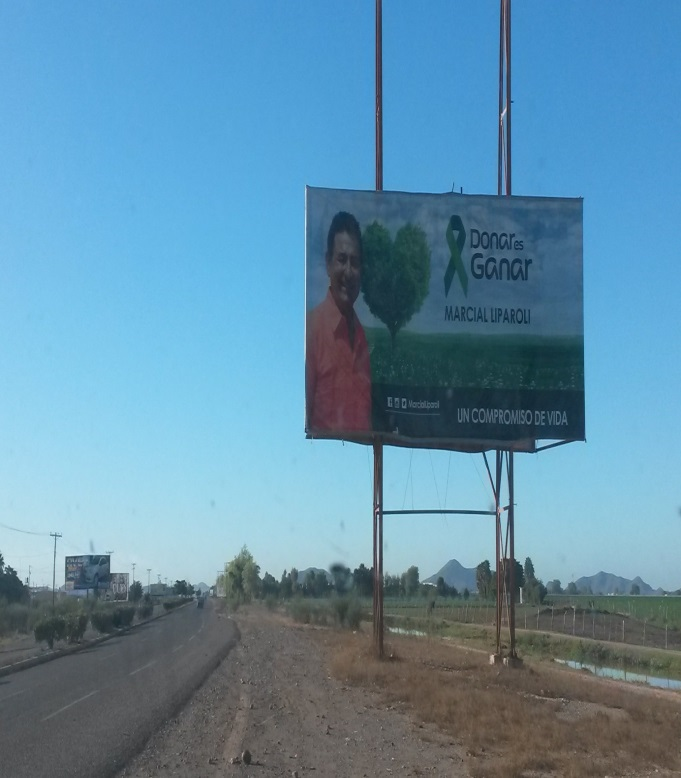 Donar es
Ganar
MARCIAL LIPAROLI
MarcialLiparoli
UN COMPROMISO DE VIDA